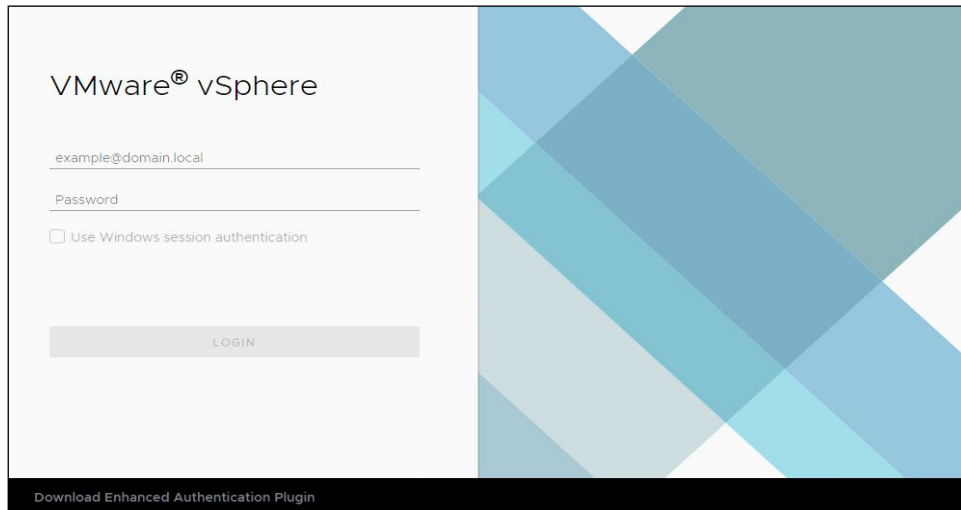 VMware® vSphere
example@domain.local
Password
Use Windows session authentication
LOGIN
Download Enhanced Authentication Plugin